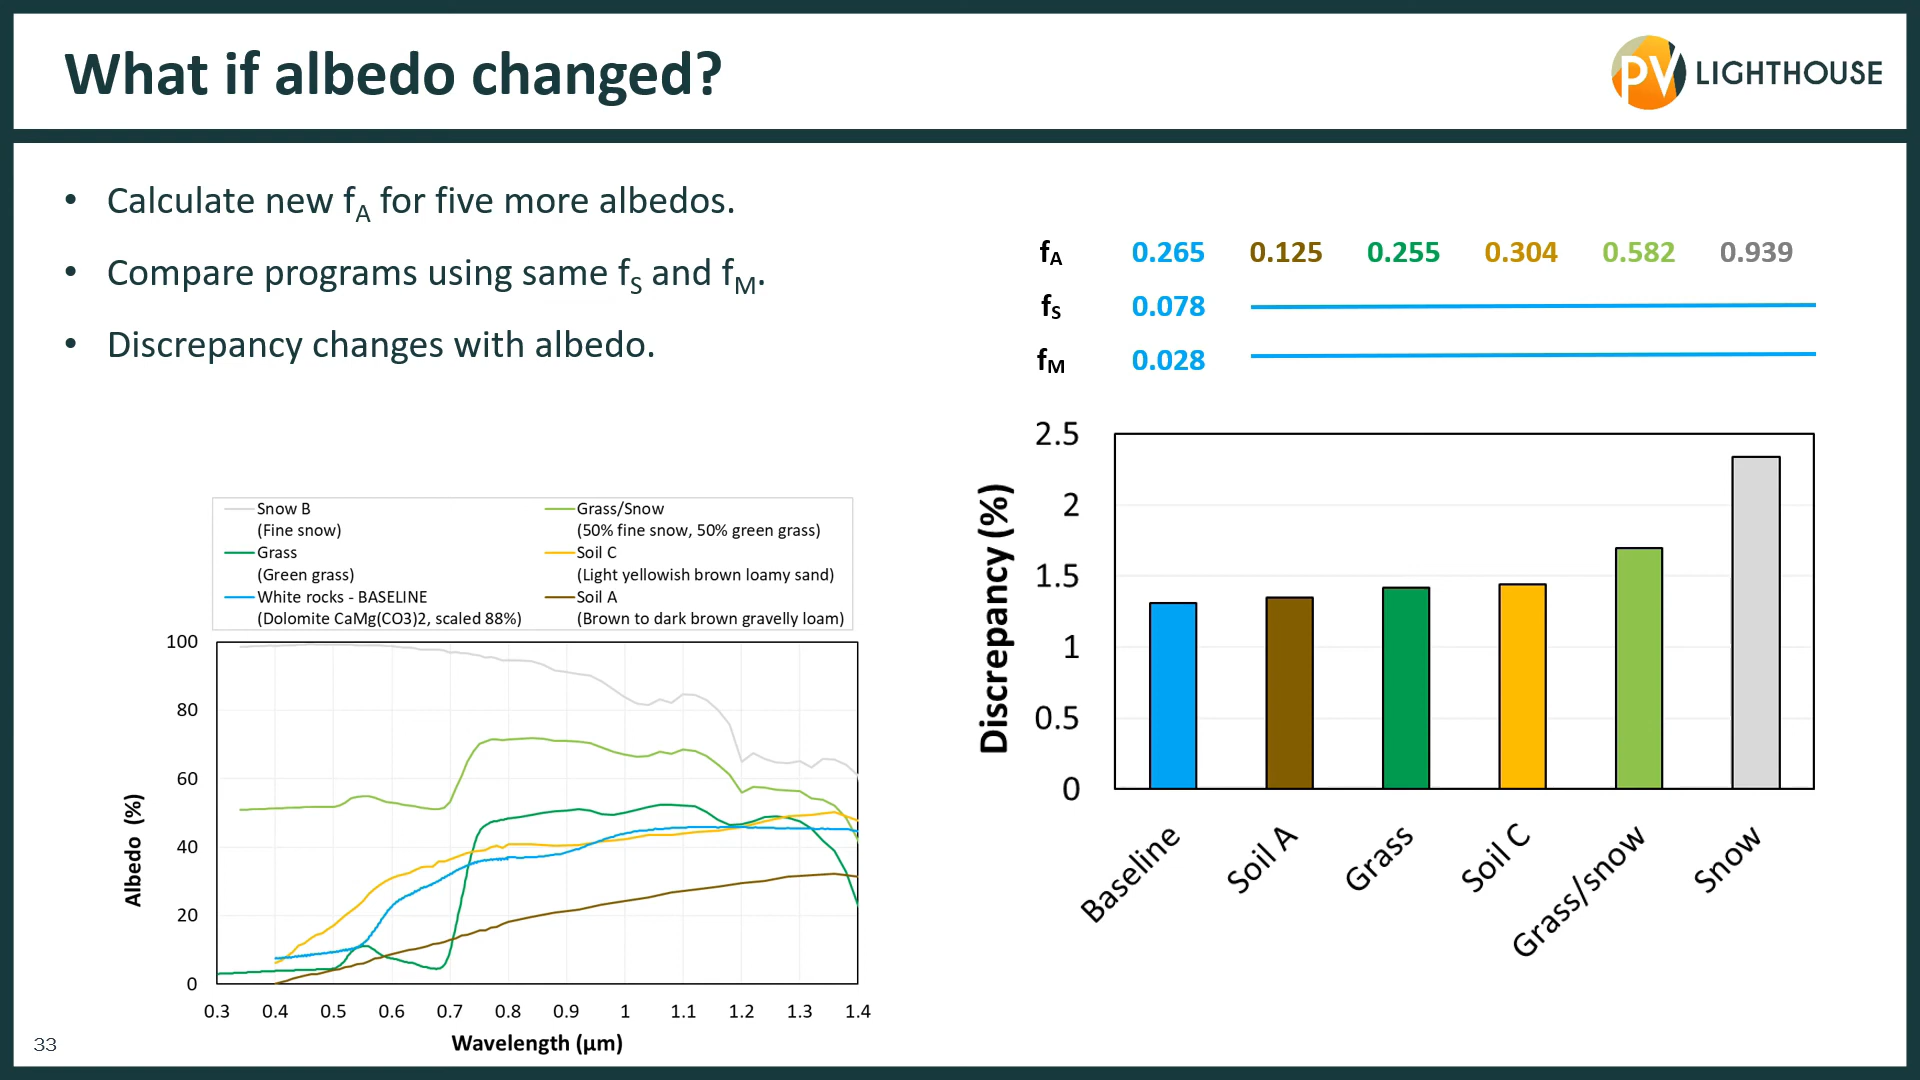 What if albedo changed?
PV LIGHTHOUSE
• Calculate new fA for five more albedos.
• Compare programs using same fS and fM.
• Discrepancy changes with albedo.
fA 0.265 0.125 0.255 0.304 0.582 0.939
fS 0.078
fM 0.028
Snow B
(Fine snow)
Grass/Snow
(50% fine snow, 50% green grass)
Grass
(Green grass)
Soil C
(Light yellowish brown loamy sand)
White rocks - BASELINE
(Dolomite CaMg(CO3)2, scaled 88%)
Soil A
(Brown to dark brown gravelly loam)
Albedo (%)
100
80
60
40
20
0
0.3 0.4 0.5 0.6 0.7 0.8 0.9 1 1.1 1.2 1.3 1.4
Wavelength (µm)
Discrepancy (%)
2.5
2
1.5
1
0.5
0
Baseline Soil A Grass Soil C Grass/snow Snow
33